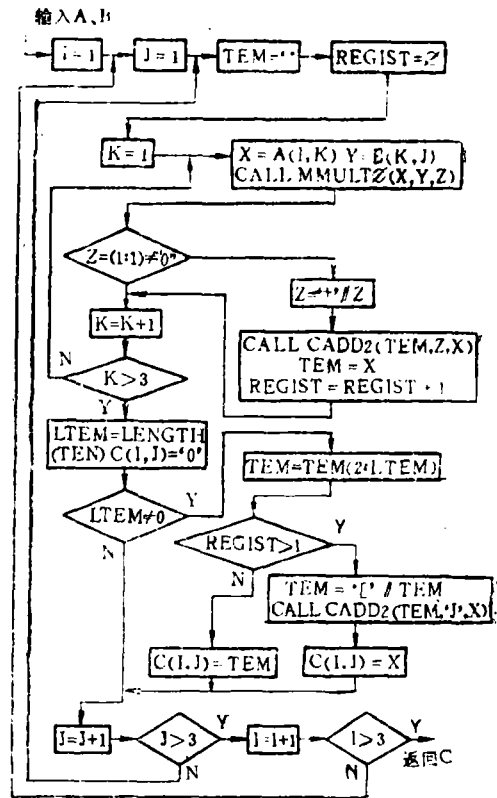 输入A、B
i=1
J=1
TEM=''
REGIST=Z
K=1
X=A(I,K) Y=B(K,J)
CALL MMULTZ(X,Y,Z)
Z=(1:1)≠'0'
Z='+'//Z
K=K+1
CALL CADD2(TEM,Z,X)
TEM=X
REGIST=REGIST+1
N
K>3
Y
LTEM=LENGTH
(TEN) C(I,J)='0'
TEM=TEM(2:LTEM)
LTEM≠0
Y
N
REGIST>1
Y
N
TEM='['//TEM
CALL CADD2(TEM,'J',X)
C(I,J)=TEM
C(I,J)=X
J=J+1
J>3
Y
I=I+1
I>3
Y
N
N
返回C